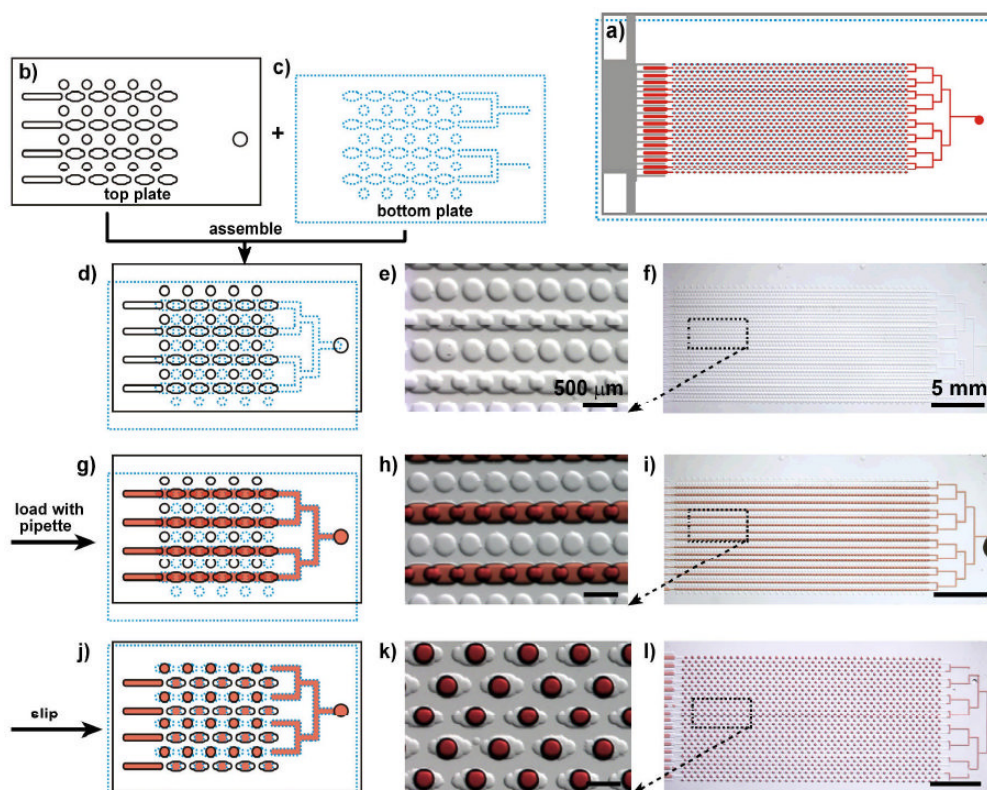 a)
b)
c)
+
top plate
bottom plate
assemble
d)
e)
f)
500 μm
5 mm
g)
h)
i)
load with
pipette
j)
k)
l)
slip